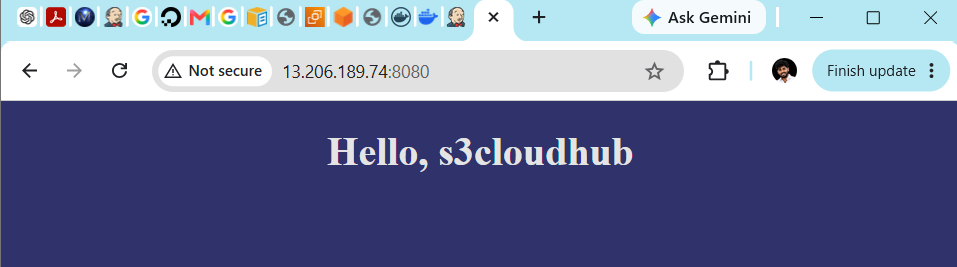 Ask Gemini
Not secure 13.206.189.74:8080 Finish update
Hello, s3cloudhub